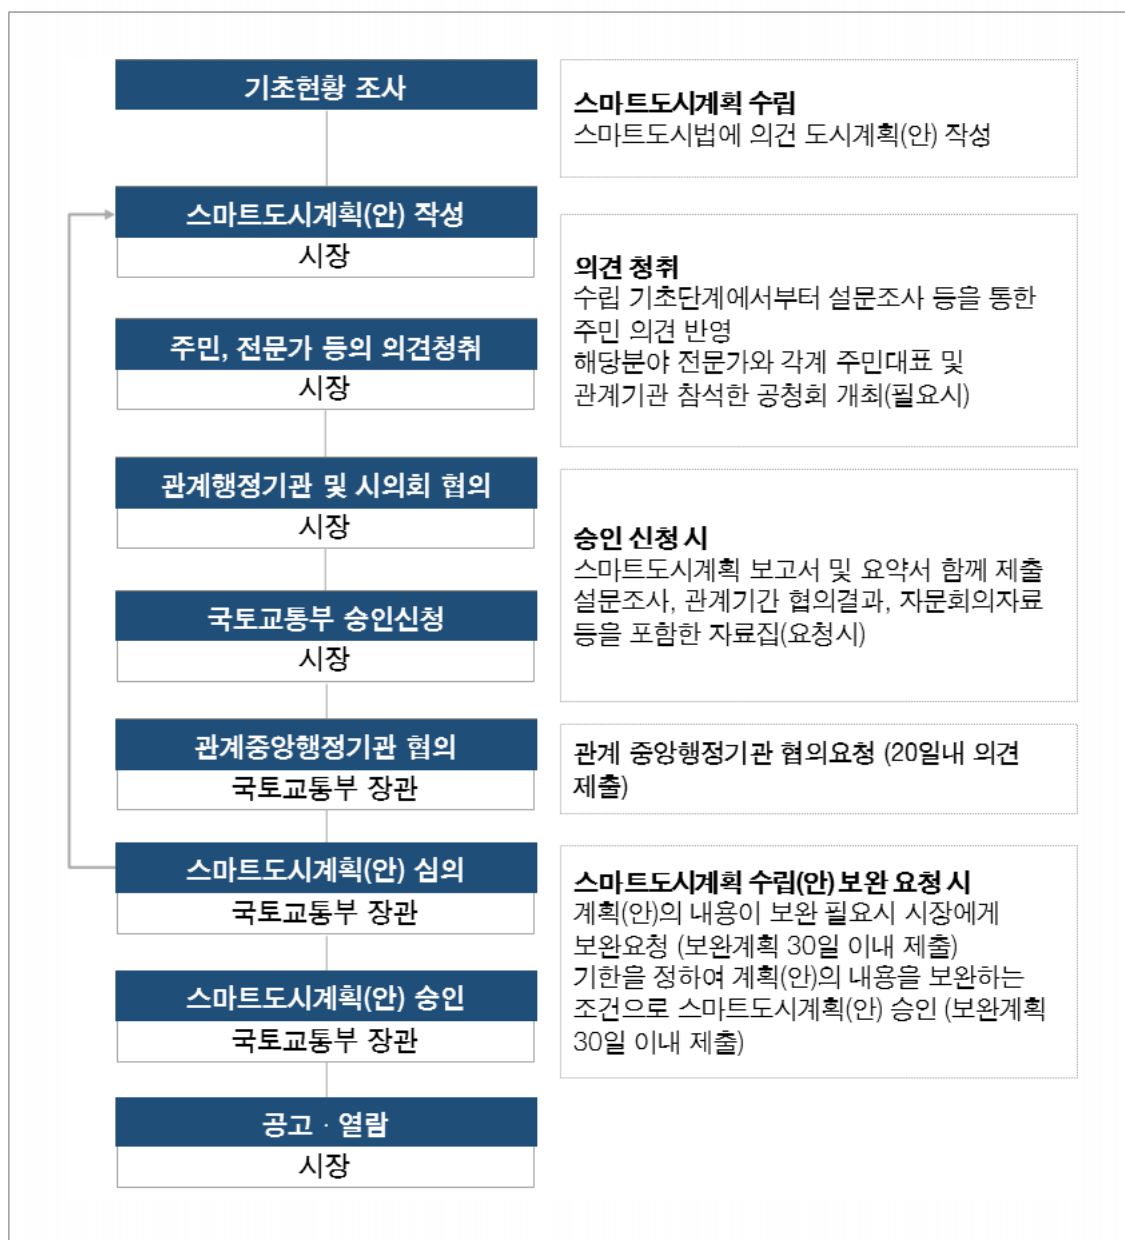 기초현황 조사
스마트도시계획(안) 작성
시장
주민, 전문가 등의 의견청취
시장
관계행정기관 및 시의회 협의
시장
국토교통부 승인신청
시장
관계중앙행정기관 협의
국토교통부 장관
스마트도시계획(안) 심의
국토교통부 장관
스마트도시계획(안) 승인
국토교통부 장관
공고 · 열람
시장
스마트도시계획 수립
스마트도시법에 의건 도시계획(안) 작성
의견 청취
수립 기초단계에서부터 설문조사 등을 통한
주민 의견 반영
해당분야 전문가와 각계 주민대표 및
관계기관 참석한 공청회 개최(필요시)
승인 신청 시
스마트도시계획 보고서 및 요약서 함께 제출
설문조사, 관계기간 협의결과, 자문회의자료
등을 포함한 자료집(요청시)
관계 중앙행정기관 협의요청 (20일내 의견
제출)
스마트도시계획 수립(안) 보완 요청 시
계획(안)의 내용이 보완 필요시 시장에게
보완요청 (보완계획 30일 이내 제출)
기한을 정하여 계획(안)의 내용을 보완하는
조건으로 스마트도시계획(안) 승인 (보완계획
30일 이내 제출)